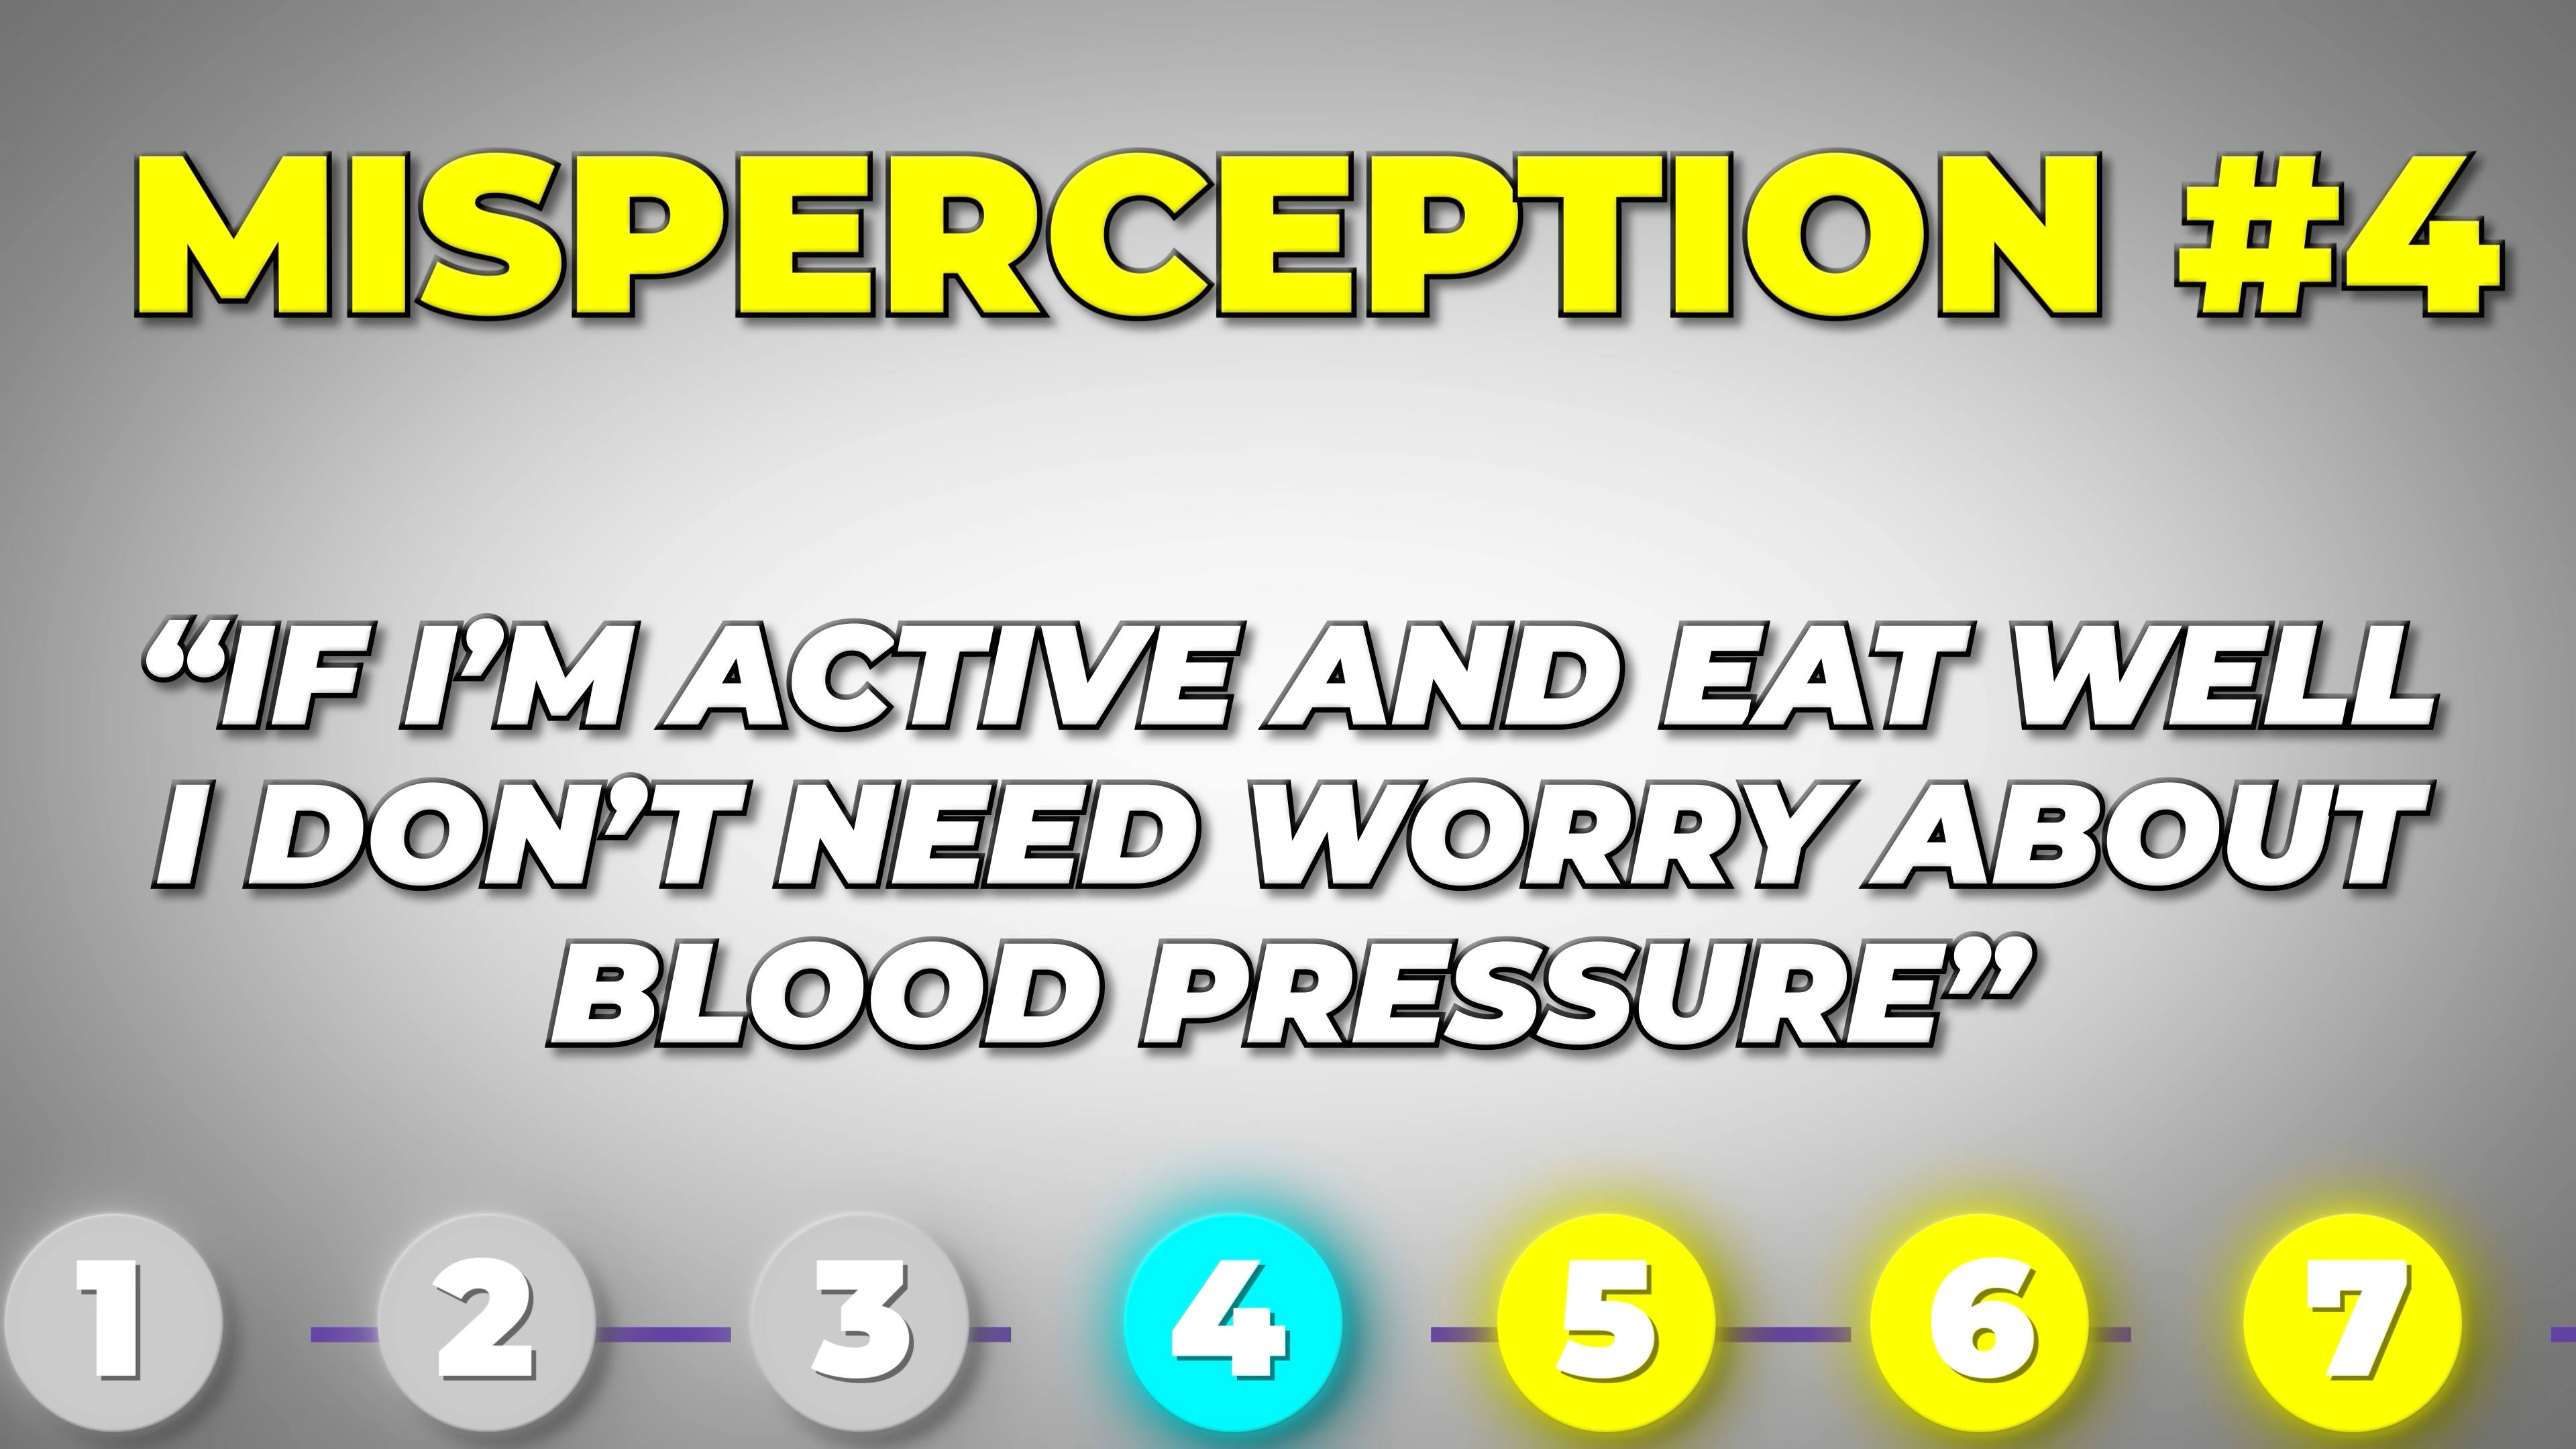 MISPERCEPTION #4
“IF I’M ACTIVE AND EAT WELL
I DON’T NEED WORRY ABOUT
BLOOD PRESSURE”
1 2 3 4 5 6 7